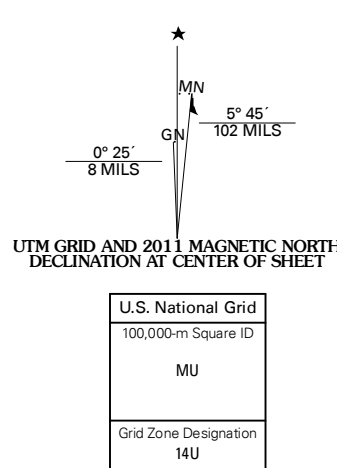 ★
MN
5° 45´
102 MILS
GN
0° 25´
8 MILS
UTM GRID AND 2011 MAGNETIC NORTH
DECLINATION AT CENTER OF SHEET
U.S. National Grid
100,000-m Square ID
MU
Grid Zone Designation
14U